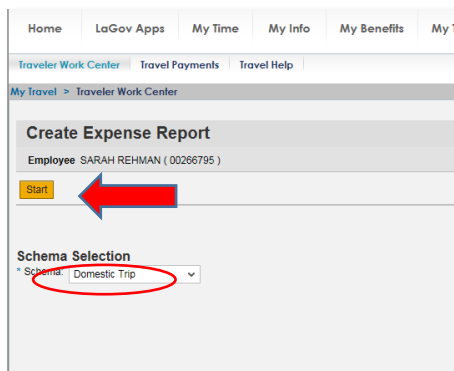 Home LaGov Apps My Time My Info My Benefits My
Traveler Work Center Travel Payments Travel Help
My Travel > Traveler Work Center
Create Expense Report
Employee SARAH REHMAN ( 00266795 )
Start
Schema Selection
* Schema: Domestic Trip